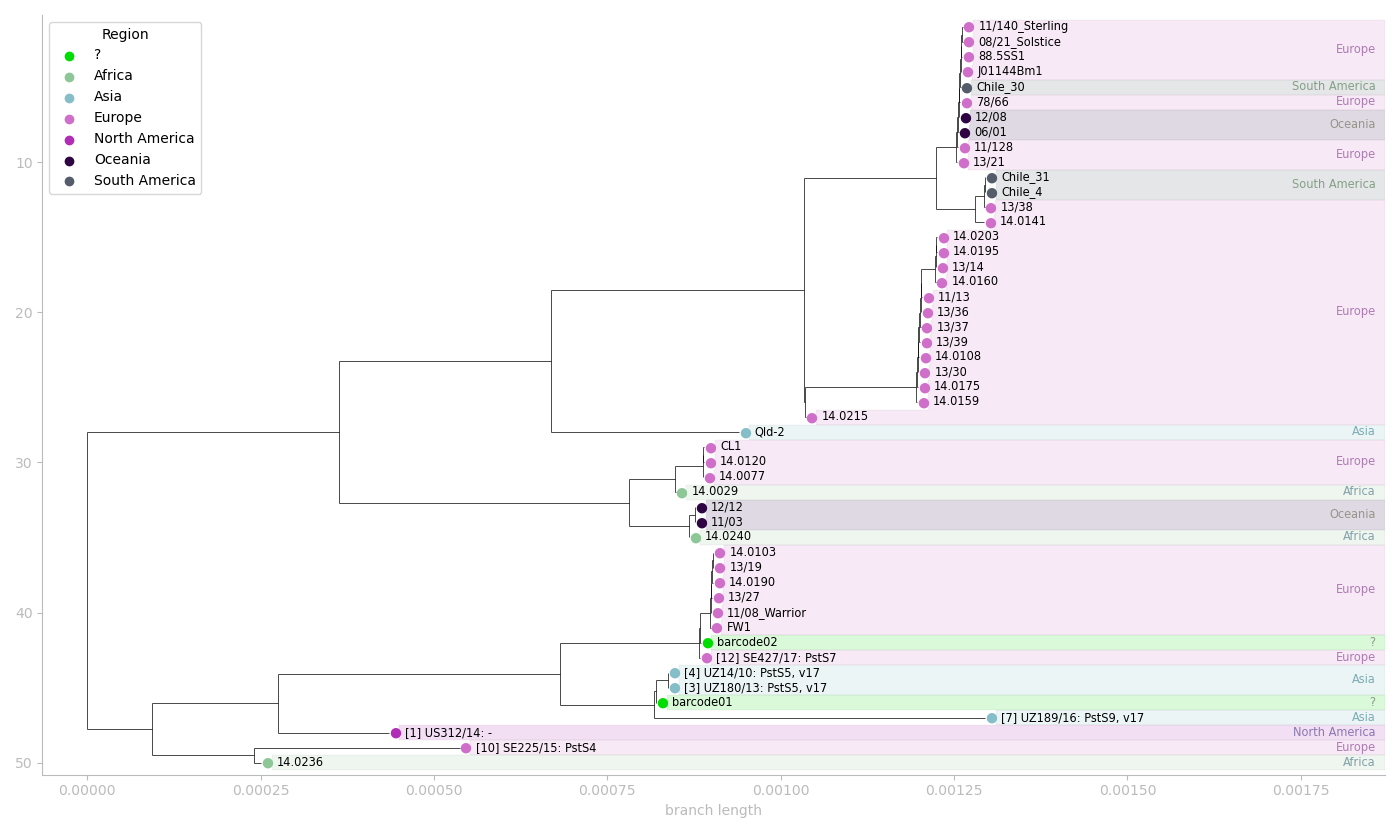 Region
?
Africa
Asia
Europe
North America
Oceania
South America
11/140_Sterling
08/21_Solstice
Europe
88.5SS1
J01144Bm1
Chile_30
South America
78/66
Europe
12/08
Oceania
06/01
11/128
Europe
13/21
10
Chile_31
South America
Chile_4
13/38
14.0141
14.0203
14.0195
13/14
14.0160
11/13
13/36
Europe
20
13/37
13/39
14.0108
13/30
14.0175
14.0159
14.0215
Qld-2
Asia
CL1
14.0120
Europe
30
14.0077
14.0029
Africa
12/12
Oceania
11/03
14.0240
Africa
14.0103
13/19
14.0190
Europe
13/27
11/08_Warrior
40
FW1
barcode02
?
[12] SE427/17: PstS7
Europe
[4] UZ14/10: PstS5, v17
Asia
[3] UZ180/13: PstS5, v17
barcode01
?
[7] UZ189/16: PstS9, v17
Asia
[1] US312/14: -
North America
[10] SE225/15: PstS4
Europe
14.0236
Africa
50
0.00000 0.00025 0.00050 0.00075 0.00100 0.00125 0.00150 0.00175
branch length